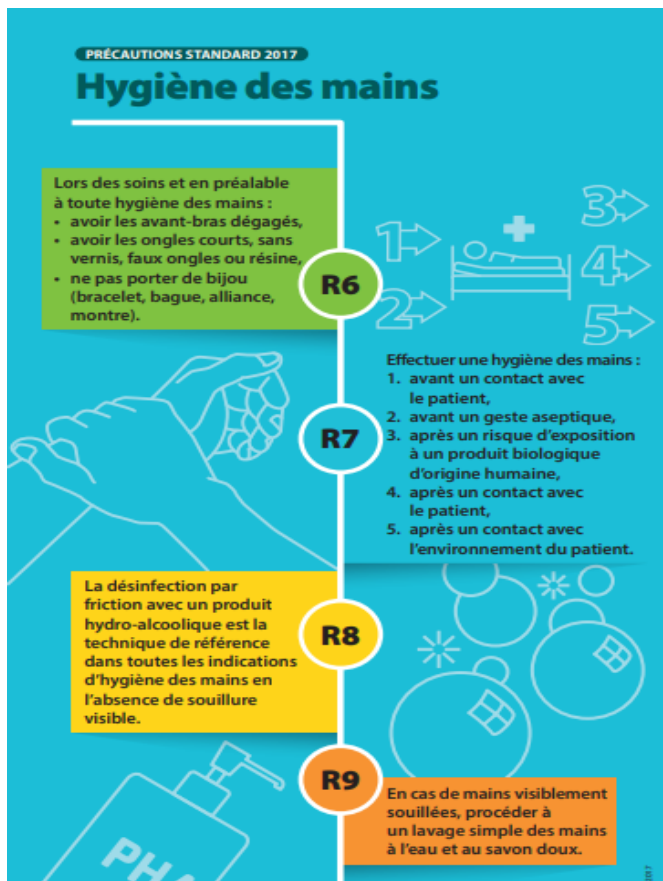 PRÉCAUTIONS STANDARD 2017
Hygiène des mains
Lors des soins et en préalable
à toute hygiène des mains :
• avoir les avant-bras dégagés,
• avoir les ongles courts, sans
vernis, faux ongles ou résine,
• ne pas porter de bijou
(bracelet, bague, alliance,
montre).
R6
1
2
3
4
5
R7
Effectuer une hygiène des mains :
1. avant un contact avec
le patient,
2. avant un geste aseptique,
3. après un risque d'exposition
à un produit biologique
d'origine humaine,
4. après un contact avec
le patient,
5. après un contact avec
l'environnement du patient.
La désinfection par
friction avec un produit
hydro-alcoolique est la
technique de référence
dans toutes les indications
d'hygiène des mains en
l'absence de souillure
visible.
R8
R9
En cas de mains visiblement
souillées, procéder à
un lavage simple des mains
à l'eau et au savon doux.
PHA
2017